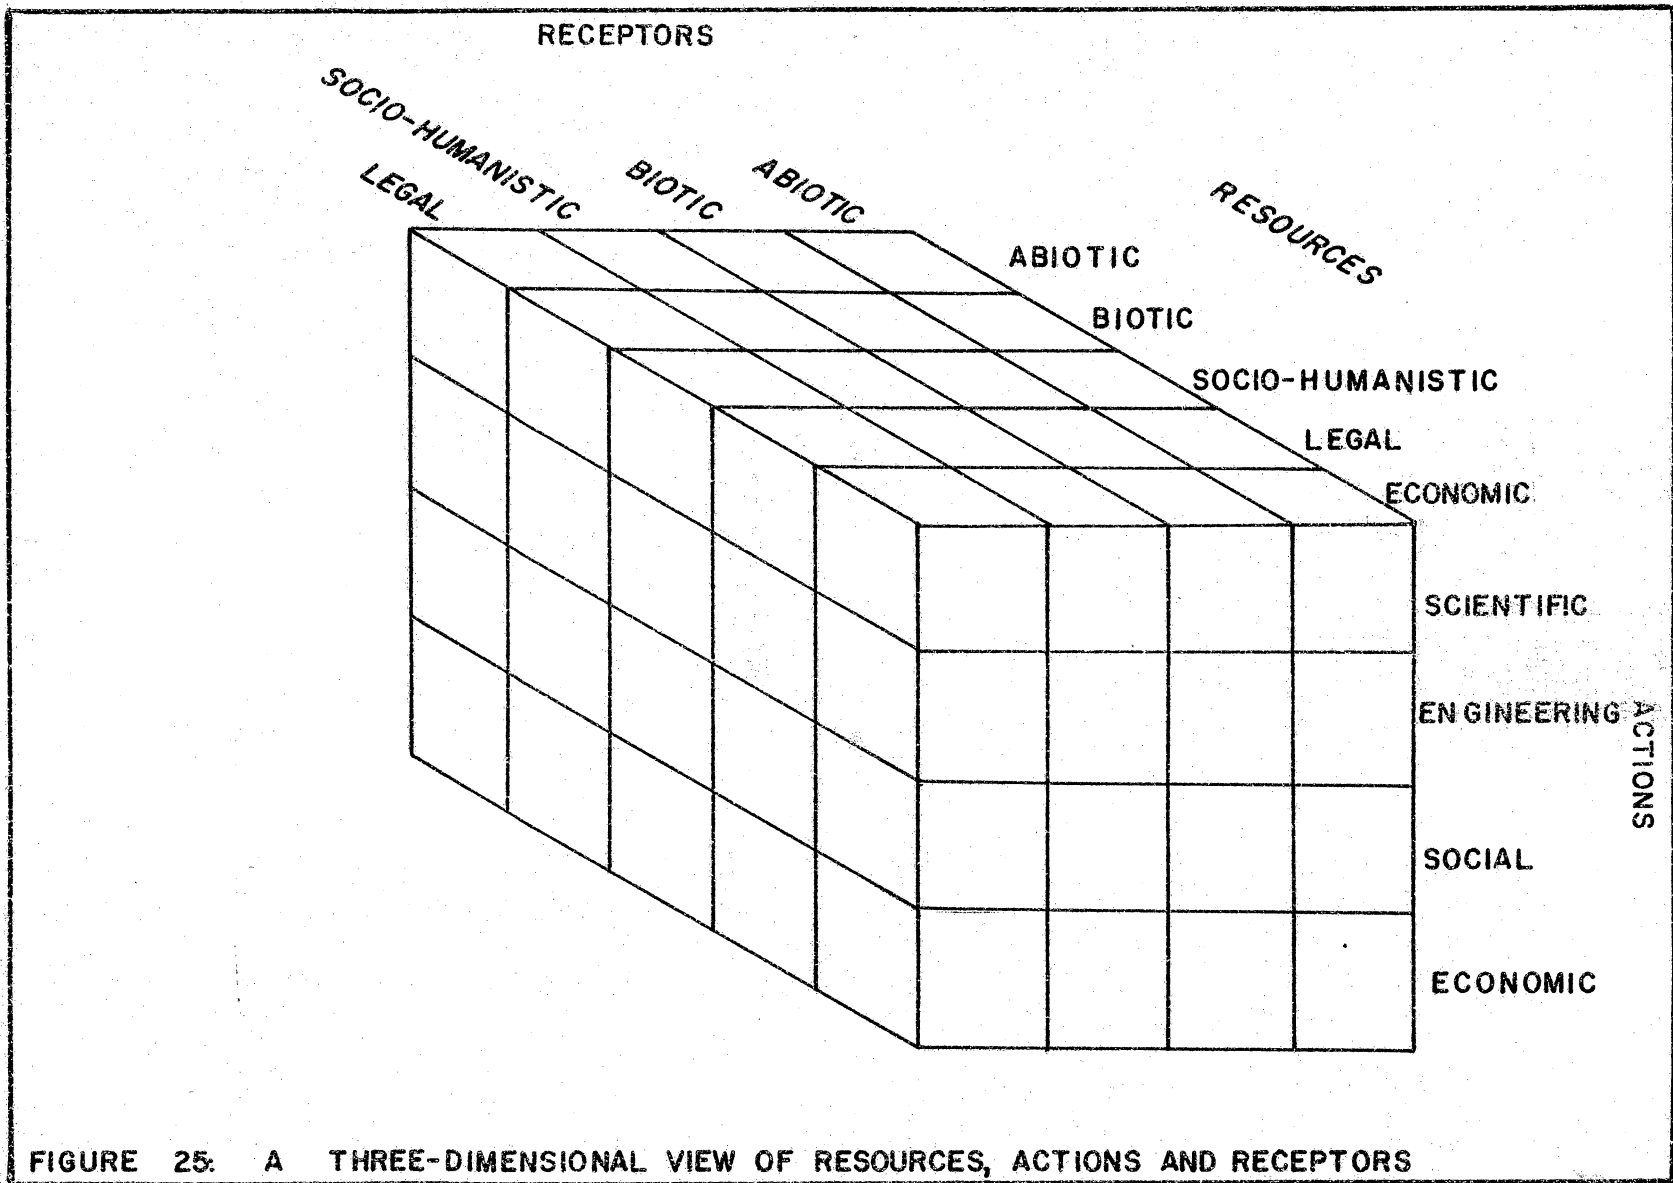 RECEPTORS
SOCIO-HUMANISTIC
LEGAL
BIOTIC
ABIOTIC
RESOURCES
ABIOTIC
BIOTIC
SOCIO-HUMANISTIC
LEGAL
ECONOMIC
SCIENTIFIC
ENGINEERING
ACTIONS
SOCIAL
ECONOMIC
FIGURE 25: A THREE-DIMENSIONAL VIEW OF RESOURCES, ACTIONS AND RECEPTORS